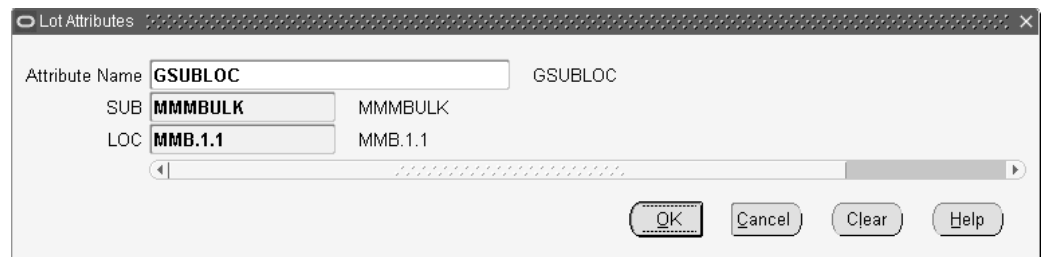 Lot Attributes
Attribute Name GSUBLOC GSUBLOC
SUB MMMBULK MMMBULK
LOC MMB.1.1 MMB.1.1
OK Cancel Clear Help